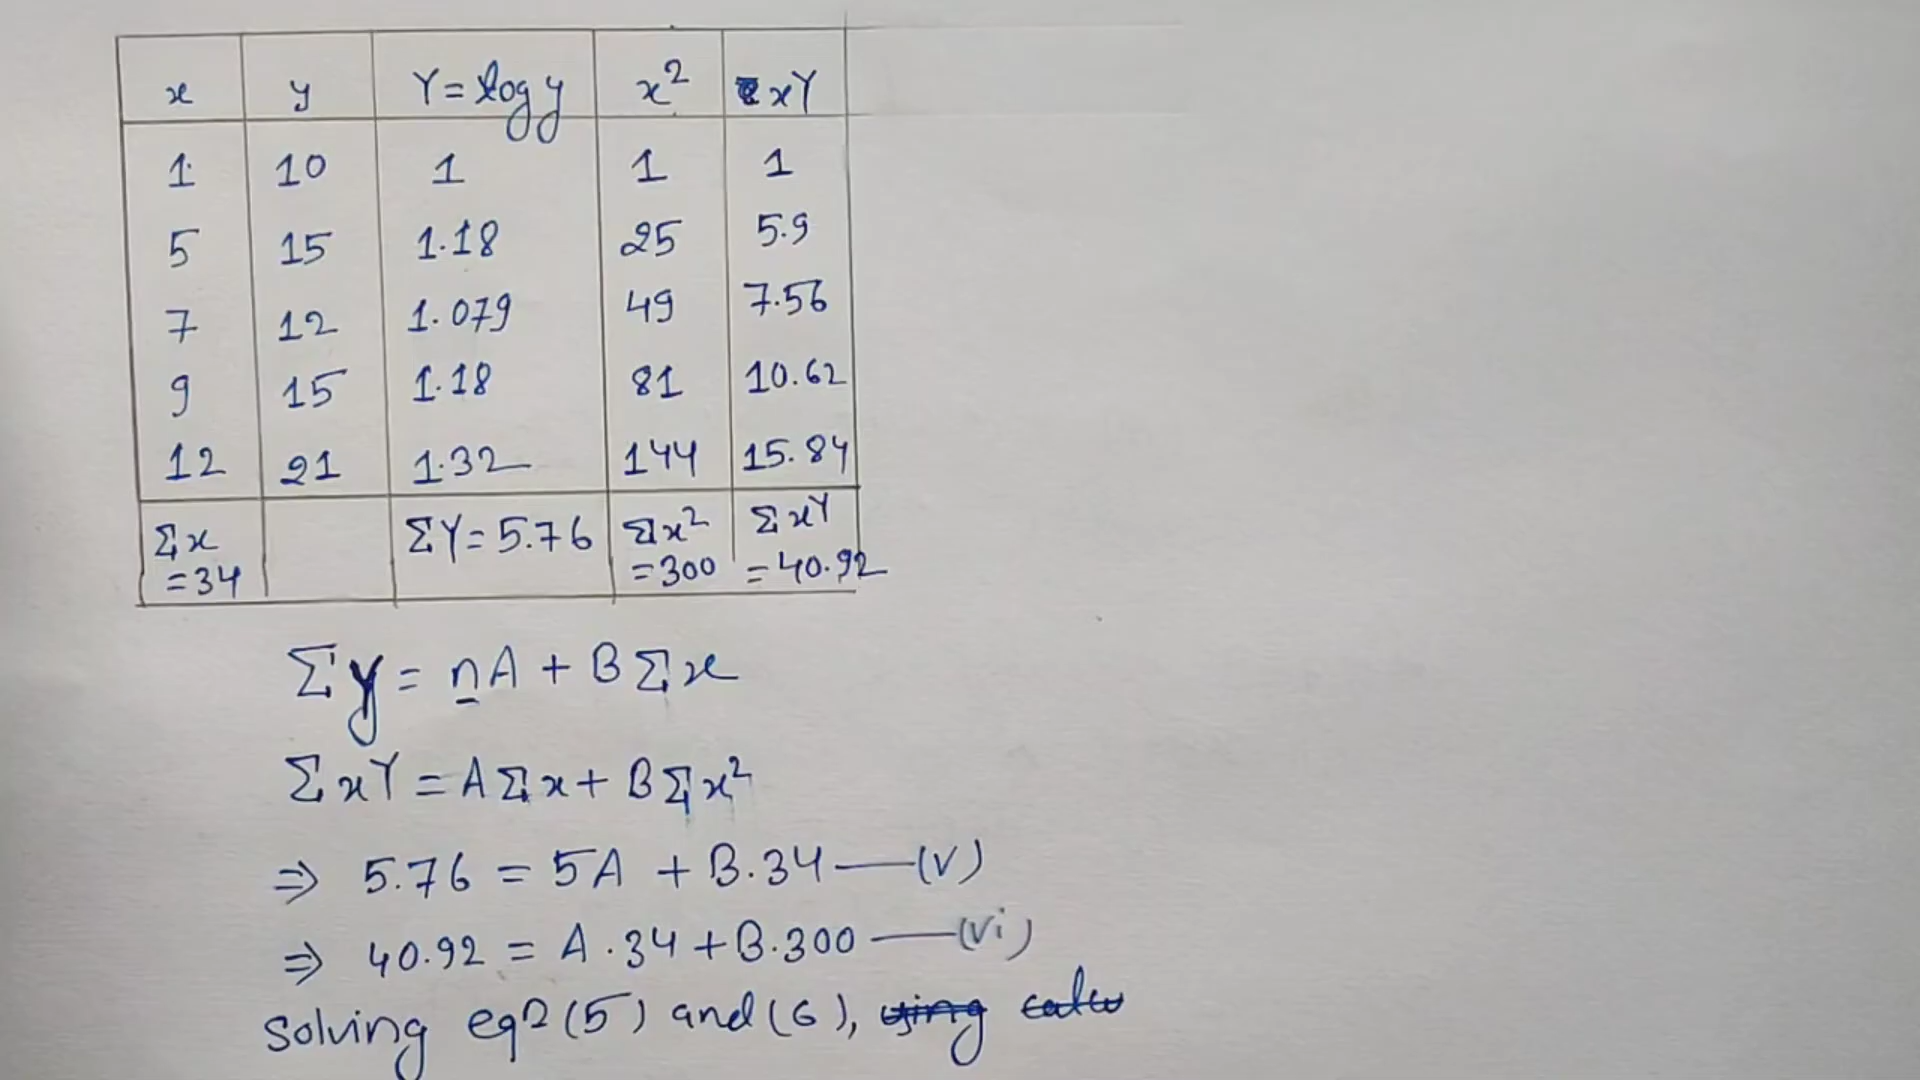 x y Y = log y x² xY
1 10 1 1 1
5 15 1.18 25 5.9
7 12 1.079 49 7.56
9 15 1.18 81 10.62
12 21 1.32 144 15.84
Σx = 34 ΣY = 5.76 Σx² = 300 ΣxY = 40.92
Σy = nA + BΣx
ΣxY = AΣx + BΣx²
⇒ 5.76 = 5A + B.34 —(v)
⇒ 40.92 = A.34 + B.300 —(vi)
solving eqn (5) and (6), using calcu